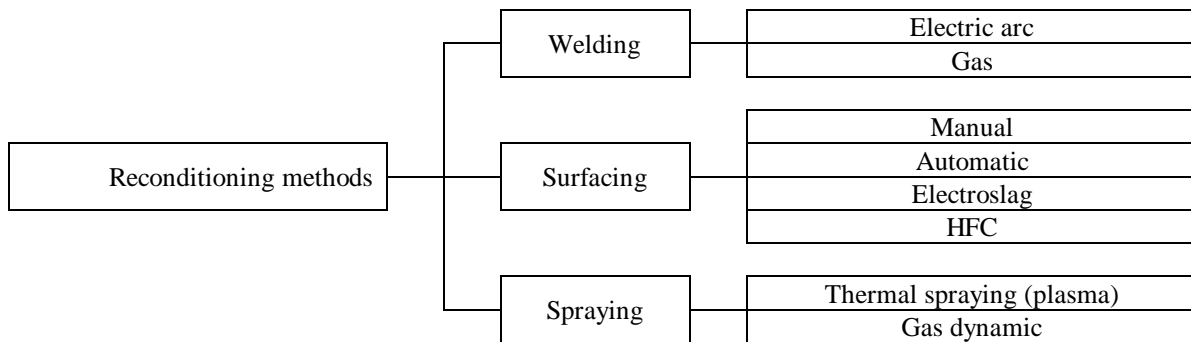 Reconditioning methods
Welding
Electric arc
Gas
Surfacing
Manual
Automatic
Electroslag
HFC
Spraying
Thermal spraying (plasma)
Gas dynamic